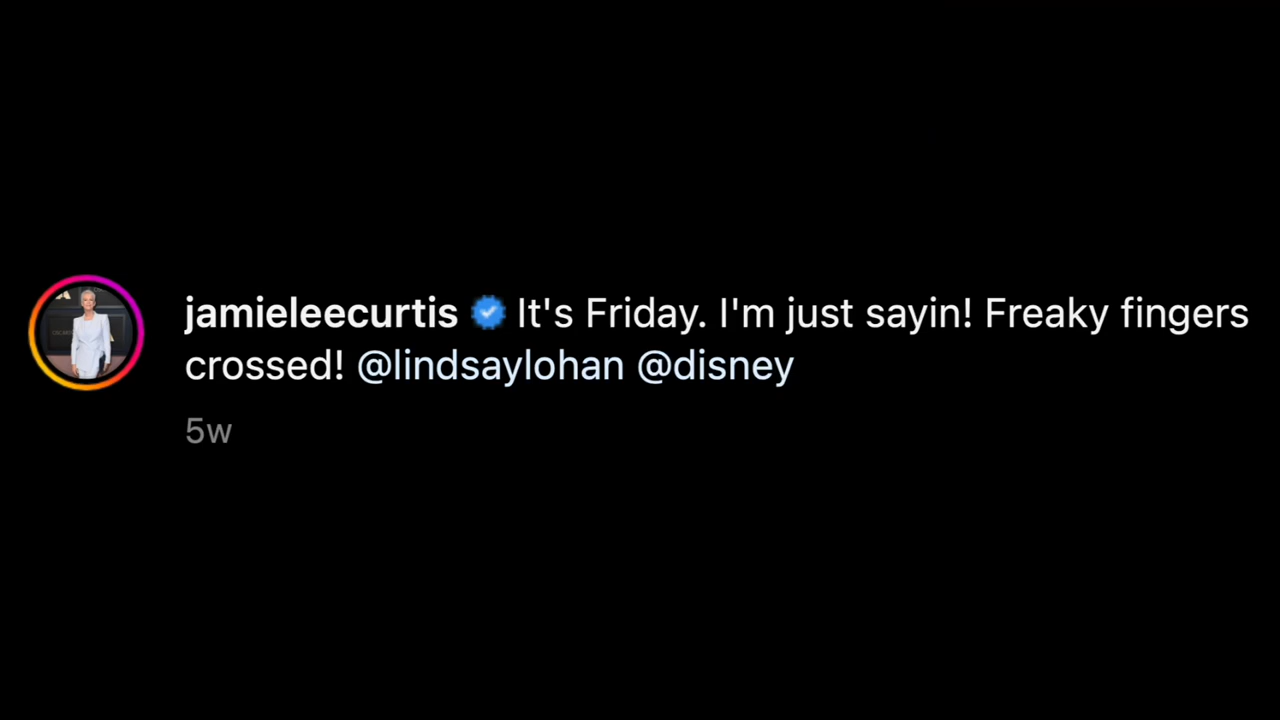 jamieleecurtis It's Friday. I'm just sayin! Freaky fingers
crossed! @lindsaylohan @disney
5w